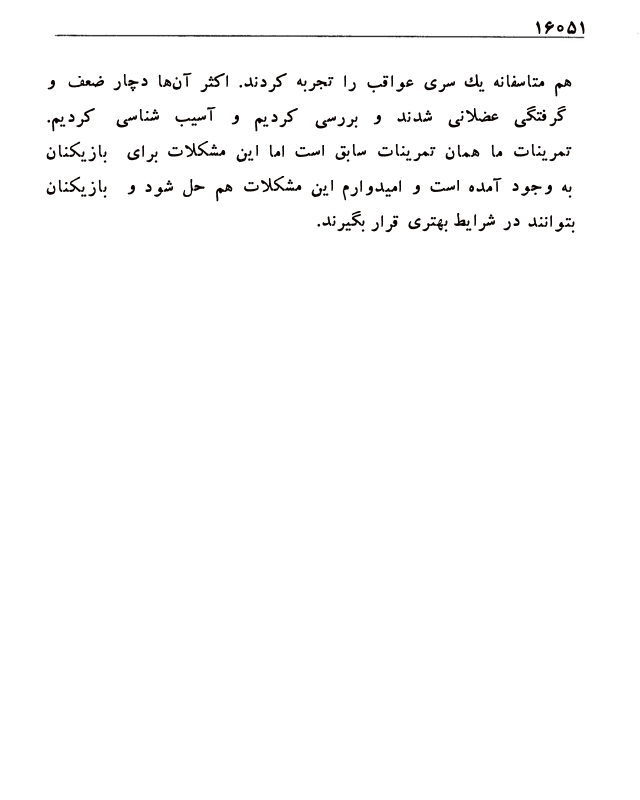 ۱۶۰۵۱
هم متاسفانه یك سری عواقب را تجربه کردند. اکثر آن‌ها دچار ضعف و
گرفتگی عضلانی شدند و بررسی کردیم و آسیب شناسی کردیم.
تمرینات ما همان تمرینات سابق است اما این مشکلات برای بازیکنان
به وجود آمده است و امیدوارم این مشکلات هم حل شود و بازیکنان
بتوانند در شرایط بهتری قرار بگیرند.